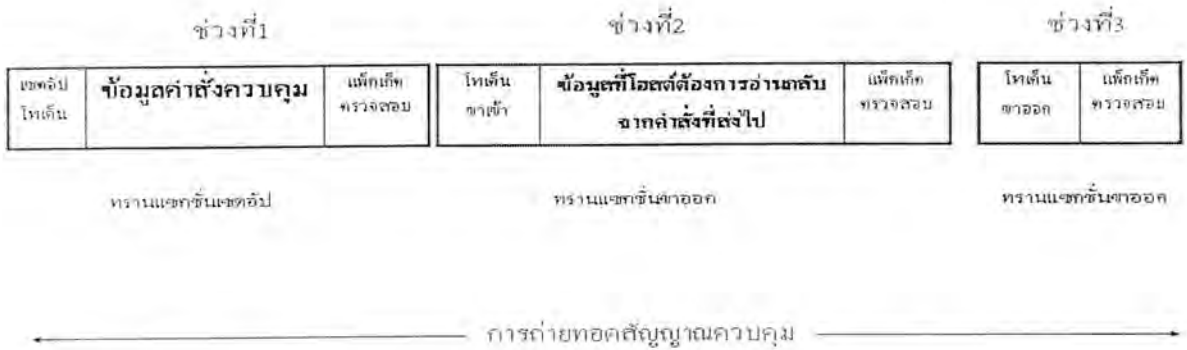 ช่วงที่1
ช่วงที่2
ช่วงที่3
เซตอัป
โทเค็น
ข้อมูลคำสั่งควบคุม
แพ็กเก็ต
ตรวจสอบ
โทเค็น
ขาเข้า
ข้อมูลที่โฮสต์ต้องการอ่านกลับ
จากคำสั่งที่ส่งไป
แพ็กเก็ต
ตรวจสอบ
โทเค็น
ขาออก
แพ็กเก็ต
ตรวจสอบ
ทรานแซกชั่นเซตอัป
ทรานแซกชั่นขาออก
ทรานแซกชั่นขาออก
การถ่ายทอดสัญญาณควบคุม